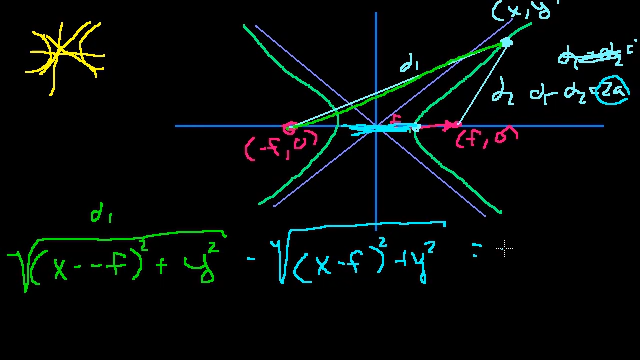 (x, y
d₁
d₂ d₁ - d₂ = 2a
(-f, 0) (f, 0)
d₁
√((x - -f)² + y²) - √((x - f)² + y²) =